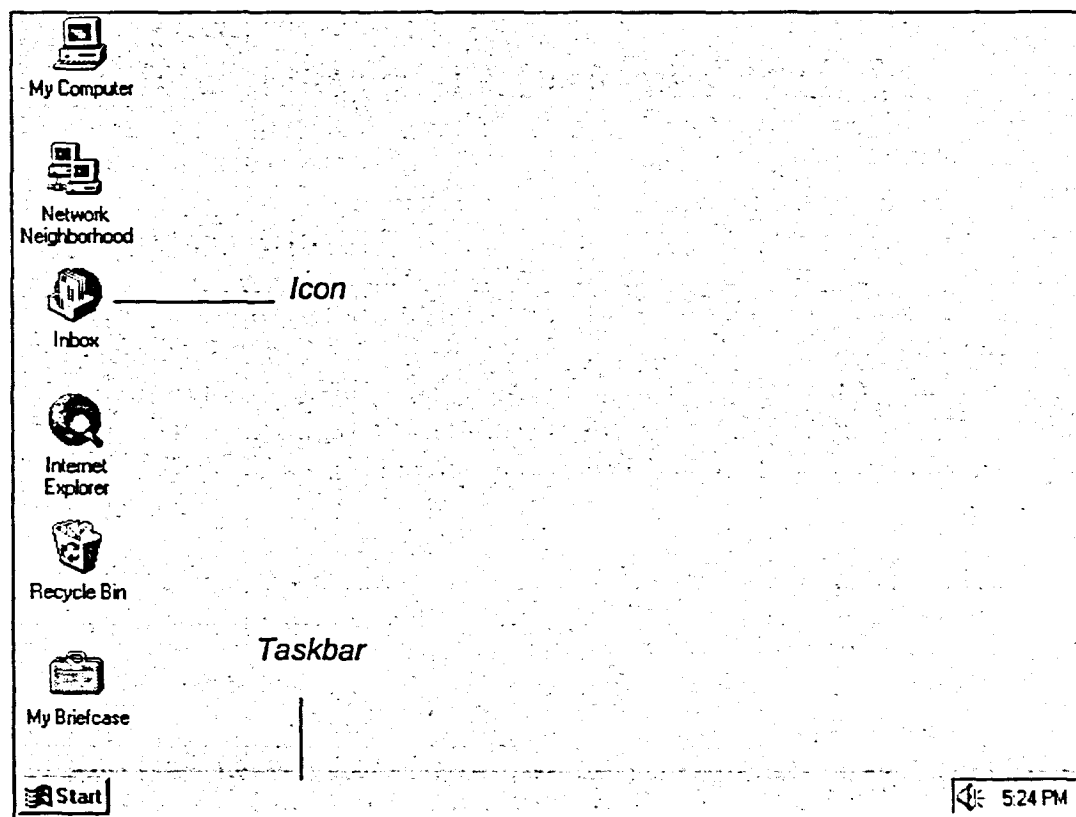 My Computer
Network
Neighborhood
Icon
Inbox
Internet
Explorer
Recycle Bin
Taskbar
My Briefcase
Start
5:24 PM